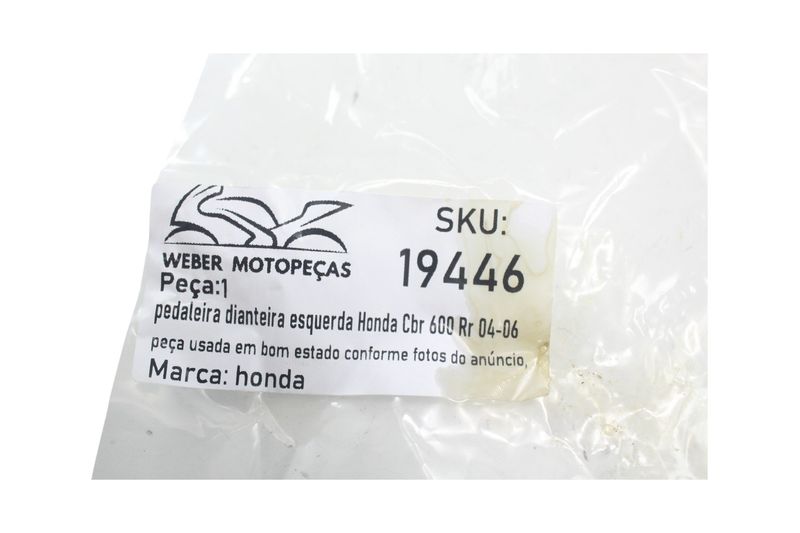 SKU:
19446
WEBER MOTOPEÇAS
Peça:1
pedaleira dianteira esquerda Honda Cbr 600 Rr 04-06
peça usada em bom estado conforme fotos do anúncio,
Marca: honda